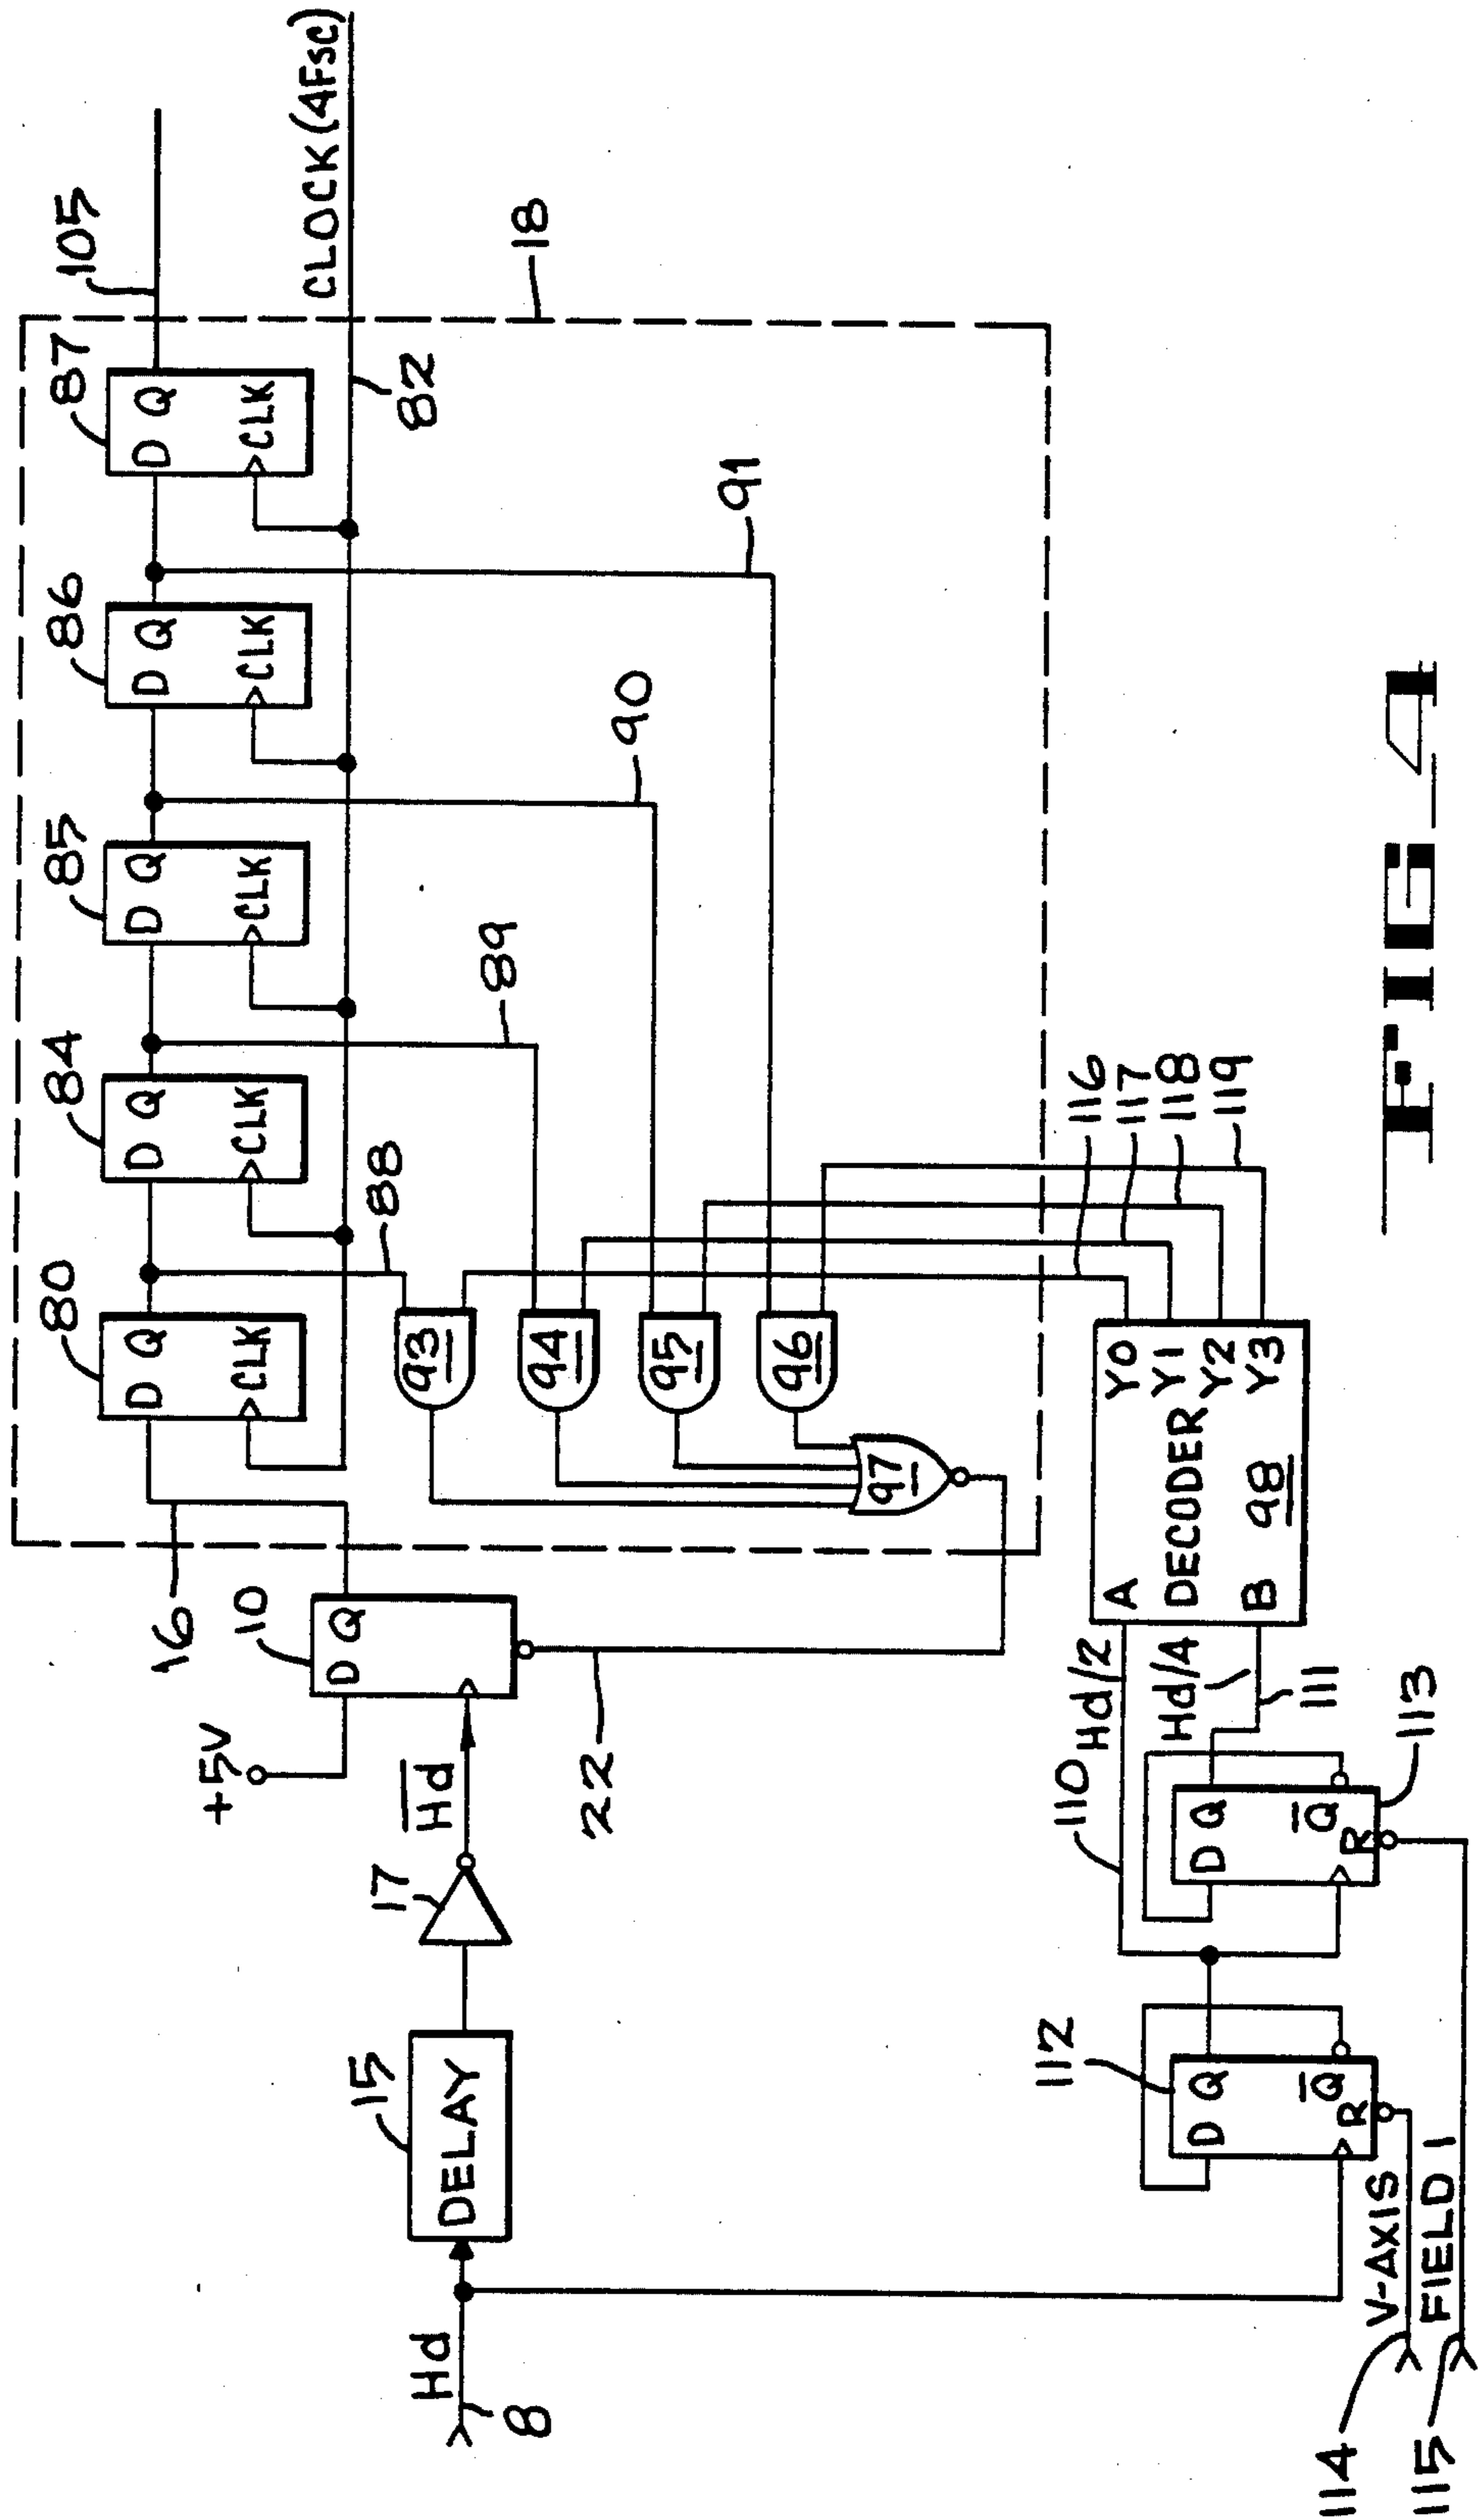 105
CLOCK (4Fsc)
18
87
D Q
CLK
82
91
86
D Q
CLK
90
85
D Q
CLK
89
84
D Q
CLK
88
80
D Q
CLK
93
94
95
96
97
116
117
118
119
16
10
D Q
+5V
22
A
B
DECODER
98
Y0
Y1
Y2
Y3
Hd/2
Hd/4
110
111
113
D Q
Q
R
Hd
17
15
DELAY
112
D Q
Q
R
Hd
8
V-AXIS
FIELD 1
114
115
FIG 4